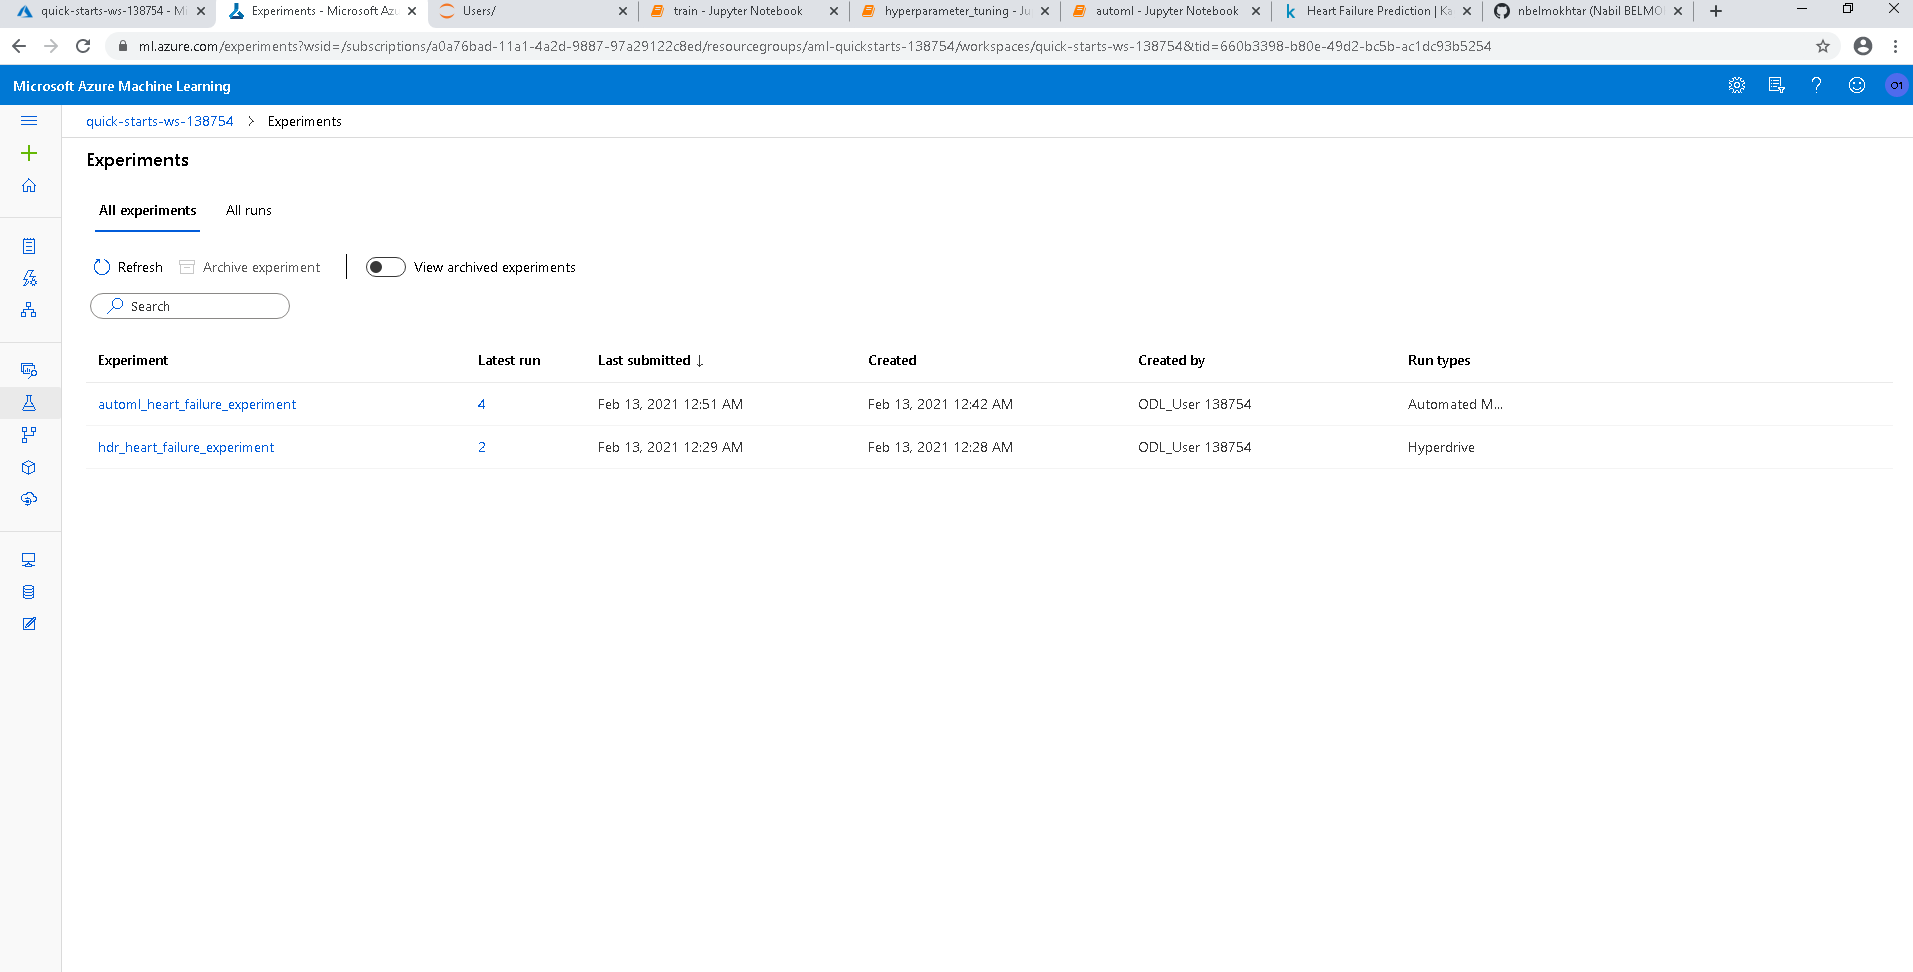 quick-starts-ws-138754 - Mi
Experiments - Microsoft Azu
Users/
train - Jupyter Notebook
hyperparameter_tuning - Ju
automl - Jupyter Notebook
Heart Failure Prediction | Ka
nbelmokhtar (Nabil BELMO
ml.azure.com/experiments?wsid=/subscriptions/a0a76bad-11a1-4a2d-9887-97a29122c8ed/resourcegroups/aml-quickstarts-138754/workspaces/quick-starts-ws-138754&tid=660b3398-b80e-49d2-bc5b-ac1dc93b5254
Microsoft Azure Machine Learning
O1
quick-starts-ws-138754 > Experiments
Experiments
All experiments All runs
Refresh Archive experiment View archived experiments
Search
Experiment Latest run Last submitted ↓ Created Created by Run types
automl_heart_failure_experiment 4 Feb 13, 2021 12:51 AM Feb 13, 2021 12:42 AM ODL_User 138754 Automated M...
hdr_heart_failure_experiment 2 Feb 13, 2021 12:29 AM Feb 13, 2021 12:28 AM ODL_User 138754 Hyperdrive